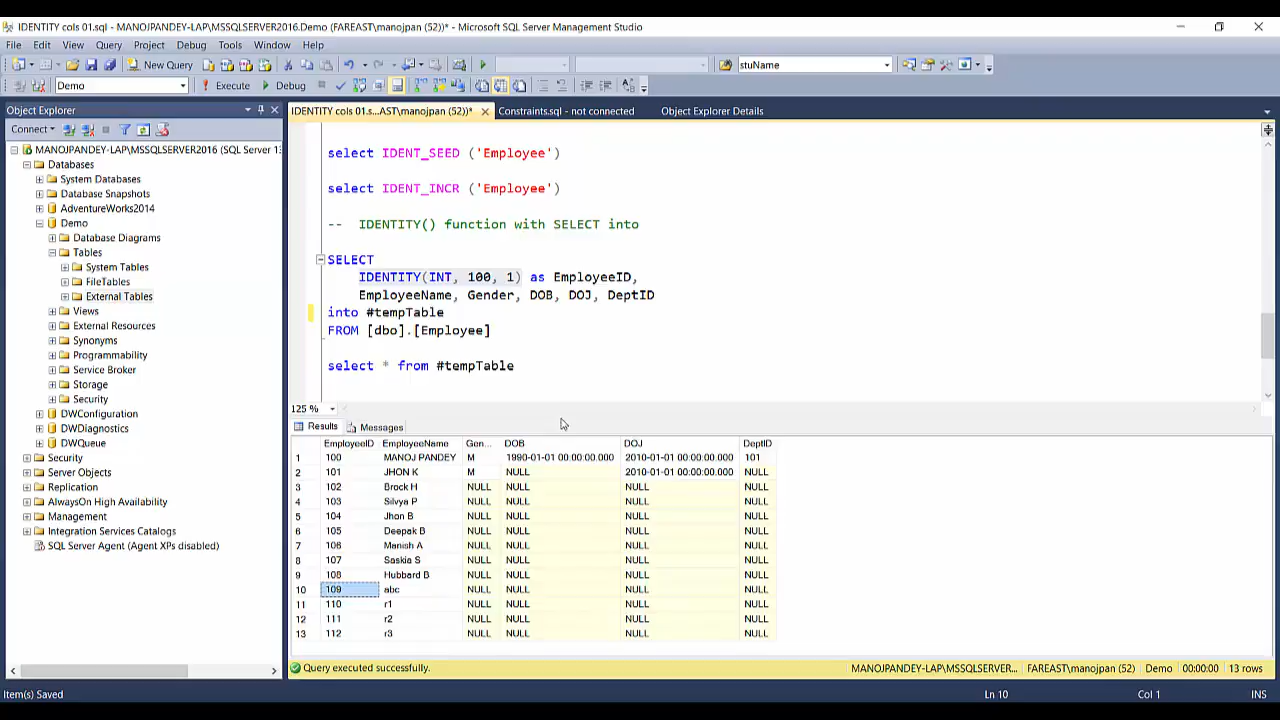 IDENTITY cols 01.sql - MANOJPANDEY-LAP\MSSQLSERVER2016.Demo (FAREAST\manojpan (52))* - Microsoft SQL Server Management Studio
File Edit View Query Project Debug Tools Window Help
New Query stuName
Demo Execute Debug
Object Explorer
IDENTITY cols 01.s...AST\manojpan (52))* Constraints.sql - not connected Object Explorer Details
Connect
MANOJPANDEY-LAP\MSSQLSERVER2016 (SQL Server 13
Databases
System Databases
Database Snapshots
AdventureWorks2014
Demo
Database Diagrams
Tables
System Tables
FileTables
External Tables
Views
External Resources
Synonyms
Programmability
Service Broker
Storage
Security
DWConfiguration
DWDiagnostics
DWQueue
Security
Server Objects
Replication
AlwaysOn High Availability
Management
Integration Services Catalogs
SQL Server Agent (Agent XPs disabled)
select IDENT_SEED ('Employee')
select IDENT_INCR ('Employee')
-- IDENTITY() function with SELECT into
SELECT
IDENTITY(INT, 100, 1) as EmployeeID,
EmployeeName, Gender, DOB, DOJ, DeptID
into #tempTable
FROM [dbo].[Employee]
select * from #tempTable
125 %
Results Messages
EmployeeID EmployeeName Gen... DOB DOJ DeptID
1 100 MANOJ PANDEY M 1990-01-01 00:00:00.000 2010-01-01 00:00:00.000 101
2 101 JHON K M NULL 2010-01-01 00:00:00.000 NULL
3 102 Brock H NULL NULL NULL NULL
4 103 Silvya P NULL NULL NULL NULL
5 104 Jhon B NULL NULL NULL NULL
6 105 Deepak B NULL NULL NULL NULL
7 106 Manish A NULL NULL NULL NULL
8 107 Saskia S NULL NULL NULL NULL
9 108 Hubbard B NULL NULL NULL NULL
10 109 abc NULL NULL NULL NULL
11 110 r1 NULL NULL NULL NULL
12 111 r2 NULL NULL NULL NULL
13 112 r3 NULL NULL NULL NULL
Query executed successfully. MANOJPANDEY-LAP\MSSQLSERVER... FAREAST\manojpan (52) Demo 00:00:00 13 rows
Item(s) Saved Ln 10 Col 1 INS